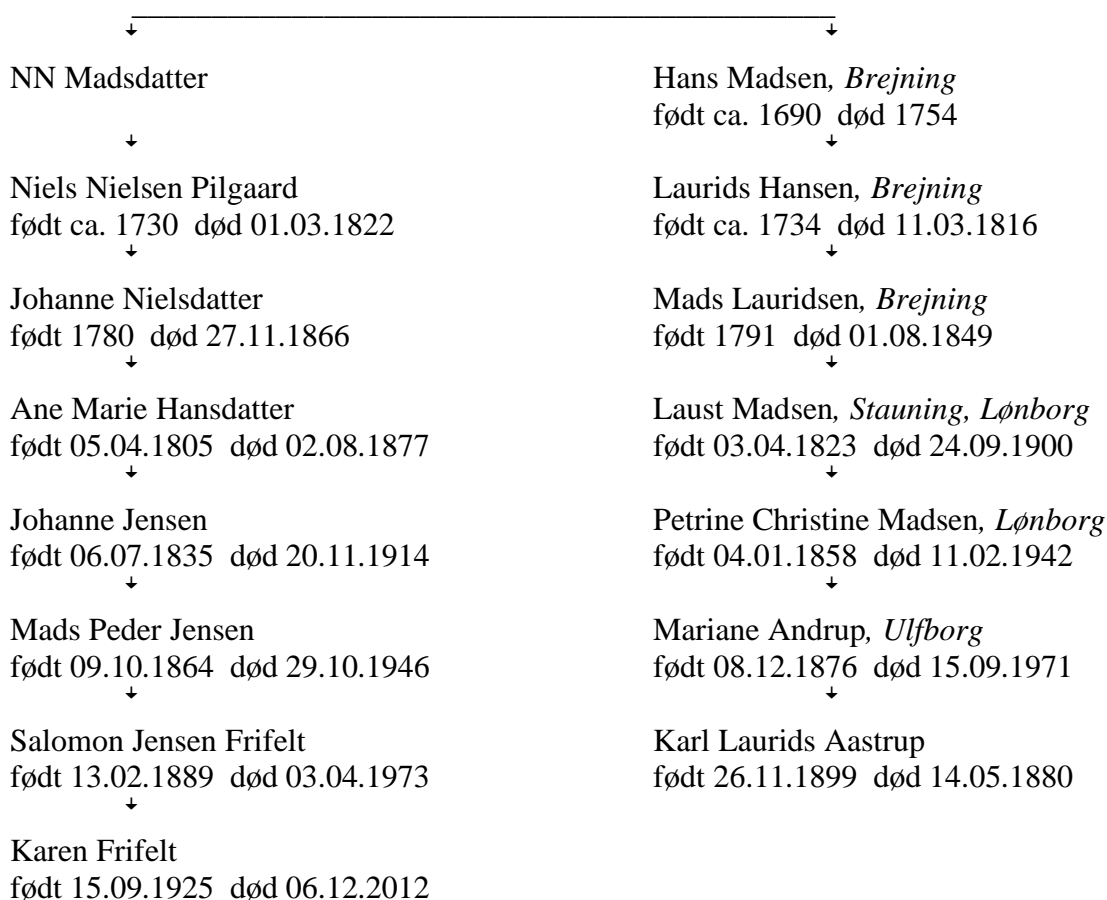 NN Madsdatter
Hans Madsen, Brejning
født ca. 1690 død 1754
Niels Nielsen Pilgaard
født ca. 1730 død 01.03.1822
Laurids Hansen, Brejning
født ca. 1734 død 11.03.1816
Johanne Nielsdatter
født 1780 død 27.11.1866
Mads Lauridsen, Brejning
født 1791 død 01.08.1849
Ane Marie Hansdatter
født 05.04.1805 død 02.08.1877
Laust Madsen, Stauning, Lønborg
født 03.04.1823 død 24.09.1900
Johanne Jensen
født 06.07.1835 død 20.11.1914
Petrine Christine Madsen, Lønborg
født 04.01.1858 død 11.02.1942
Mads Peder Jensen
født 09.10.1864 død 29.10.1946
Mariane Andrup, Ulfborg
født 08.12.1876 død 15.09.1971
Salomon Jensen Frifelt
født 13.02.1889 død 03.04.1973
Karl Laurids Aastrup
født 26.11.1899 død 14.05.1880
Karen Frifelt
født 15.09.1925 død 06.12.2012